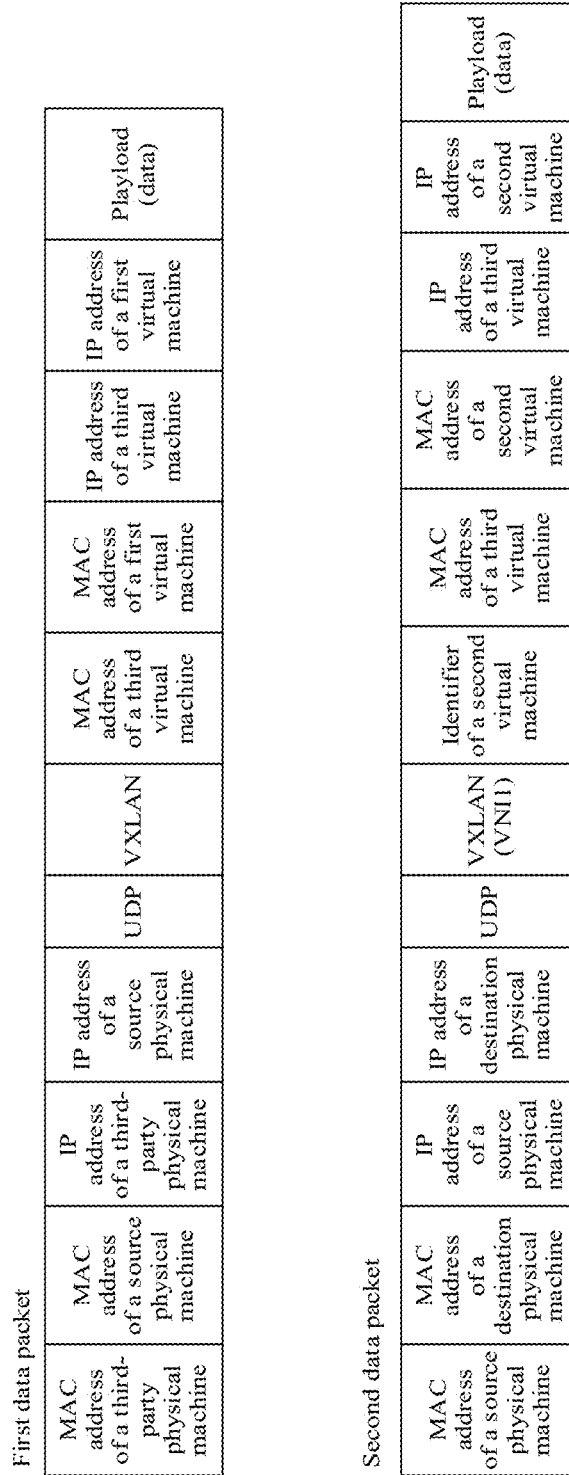 First data packet
MAC
address
of a third-
party
physical
machine
MAC
address
of a source
physical
machine
IP
address
of a third-
party
physical
machine
IP address
of a
source
physical
machine
UDP
VXLAN
MAC
address
of a third
virtual
machine
MAC
address
of a first
virtual
machine
IP address
of a third
virtual
machine
IP address
of a first
virtual
machine
Playload
(data)
Second data packet
MAC
address
of a source
physical
machine
MAC
address
of a
destination
physical
machine
IP
address
of a
source
physical
machine
IP address
of a
destination
physical
machine
UDP
VXLAN
(VNI1)
Identifier
of a second
virtual
machine
MAC
address
of a third
virtual
machine
MAC
address
of a
second
virtual
machine
IP
address
of a third
virtual
machine
IP
address
of a
second
virtual
machine
Playload
(data)